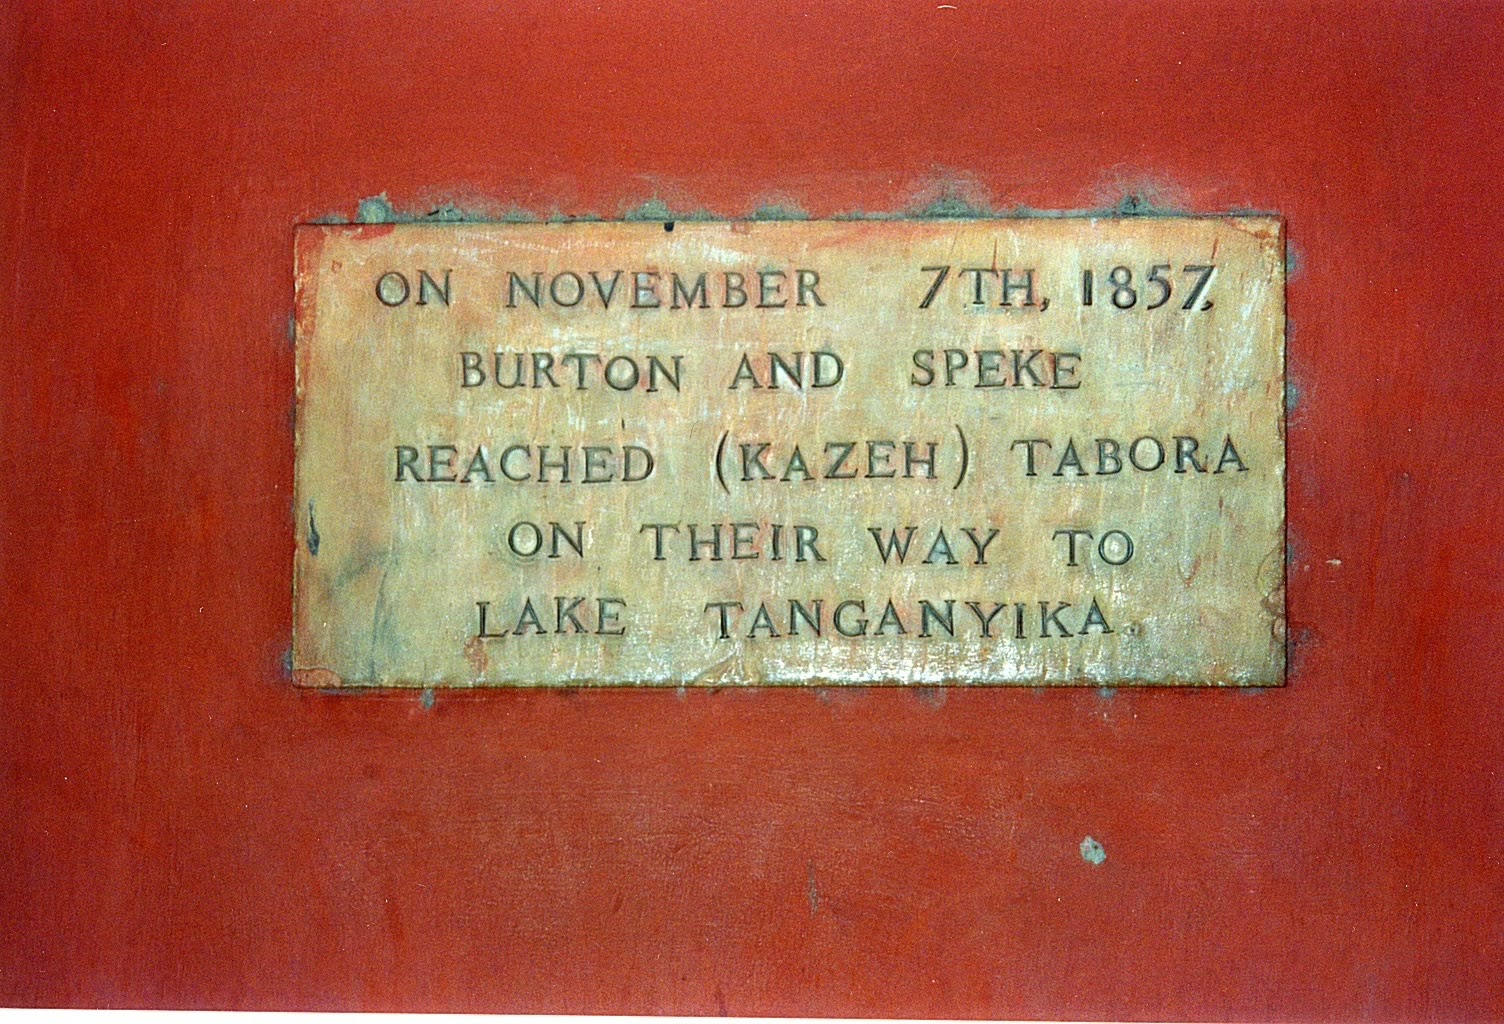 ON NOVEMBER 7TH, 1857,
BURTON AND SPEKE
REACHED (KAZEH) TABORA
ON THEIR WAY TO
LAKE TANGANYIKA.